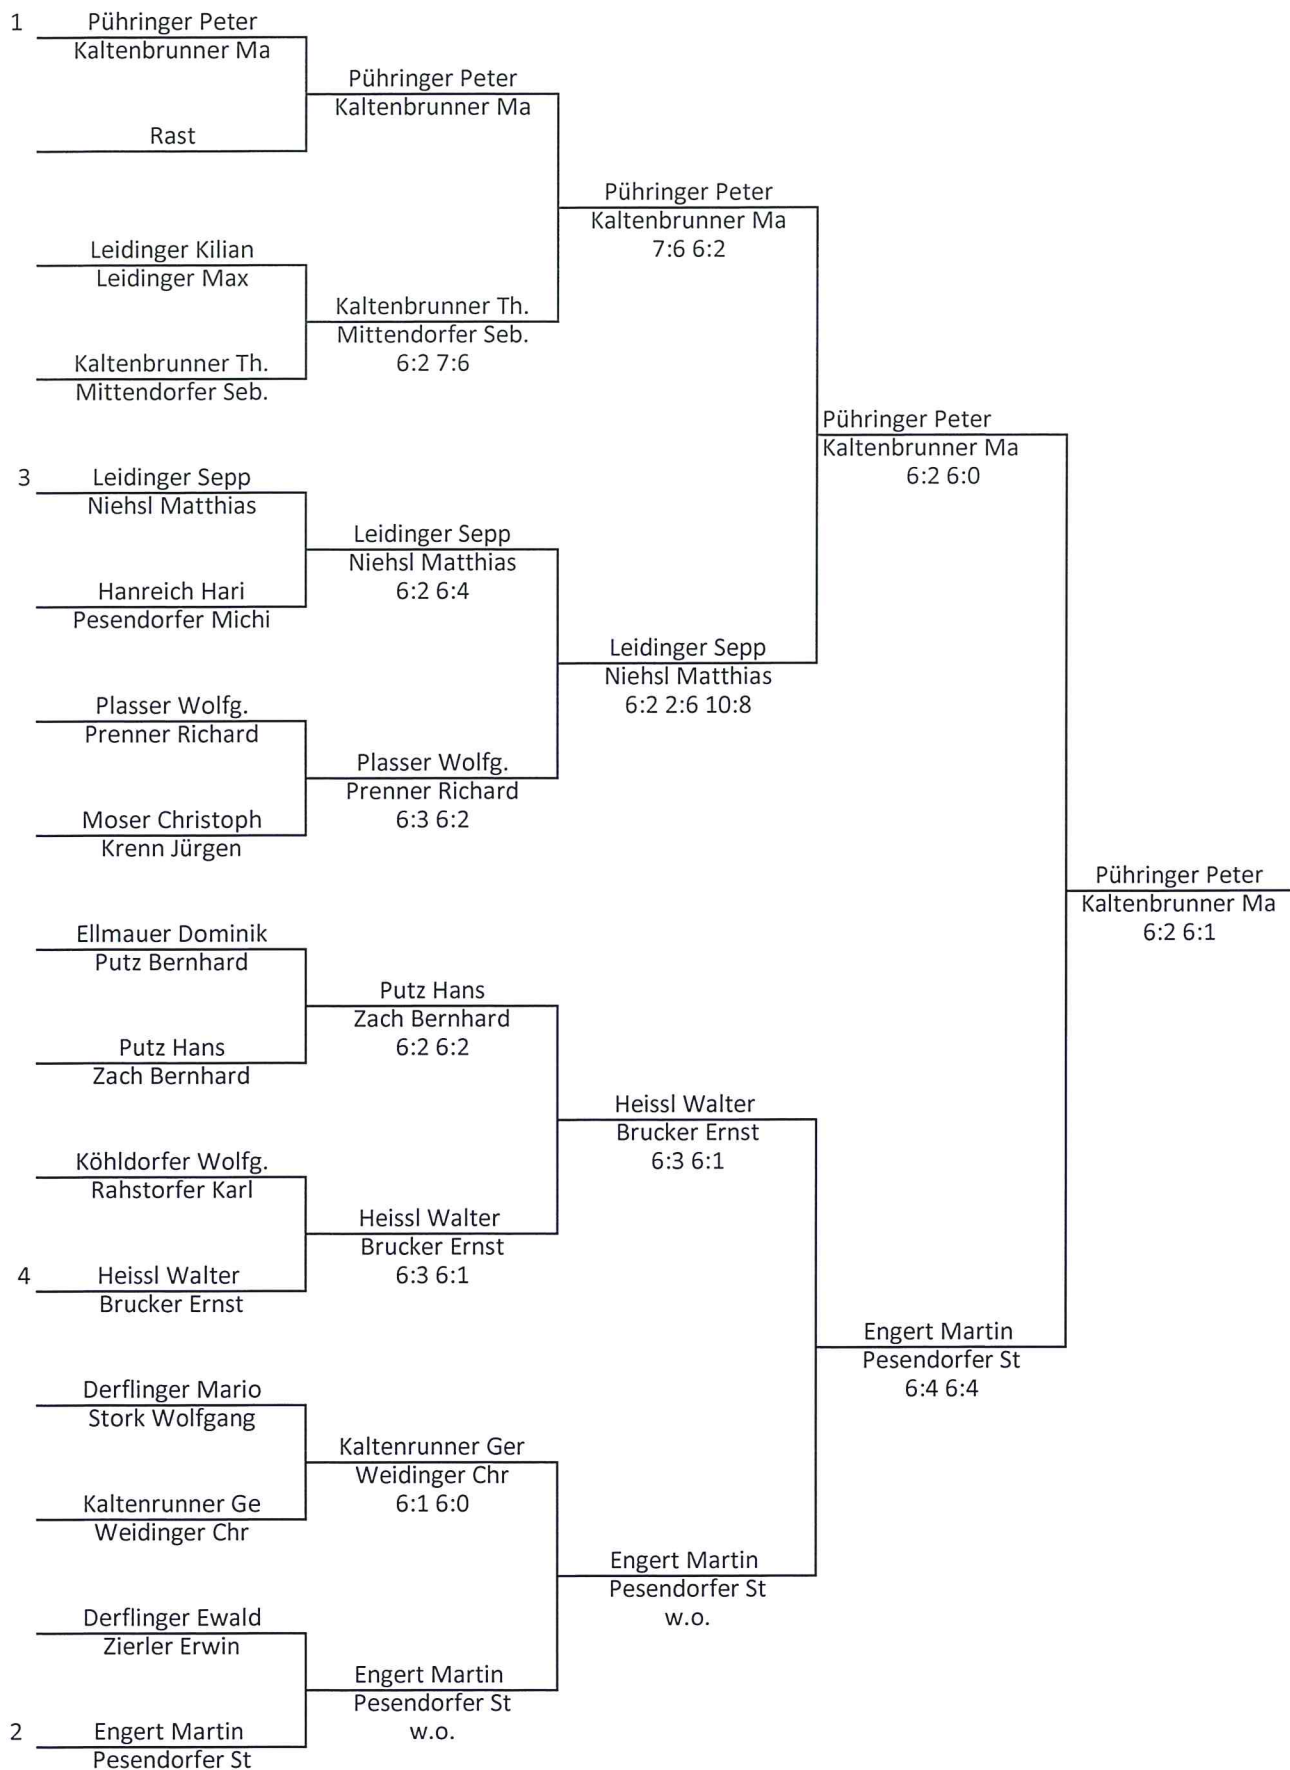 1
Pühringer Peter
Kaltenbrunner Ma
Rast
Leidinger Kilian
Leidinger Max
Kaltenbrunner Th.
Mittendorfer Seb.
3
Leidinger Sepp
Niehsl Matthias
Hanreich Hari
Pesendorfer Michi
Plasser Wolfg.
Prenner Richard
Moser Christoph
Krenn Jürgen
Ellmauer Dominik
Putz Bernhard
Putz Hans
Zach Bernhard
Köhldorfer Wolfg.
Rahstorfer Karl
4
Heissl Walter
Brucker Ernst
Derflinger Mario
Stork Wolfgang
Kaltenrunner Ge
Weidinger Chr
Derflinger Ewald
Zierler Erwin
2
Engert Martin
Pesendorfer St
Pühringer Peter
Kaltenbrunner Ma
Kaltenbrunner Th.
Mittendorfer Seb.
6:2 7:6
Leidinger Sepp
Niehsl Matthias
6:2 6:4
Plasser Wolfg.
Prenner Richard
6:3 6:2
Putz Hans
Zach Bernhard
6:2 6:2
Heissl Walter
Brucker Ernst
6:3 6:1
Kaltenrunner Ger
Weidinger Chr
6:1 6:0
Engert Martin
Pesendorfer St
w.o.
Pühringer Peter
Kaltenbrunner Ma
7:6 6:2
Leidinger Sepp
Niehsl Matthias
6:2 2:6 10:8
Heissl Walter
Brucker Ernst
6:3 6:1
Engert Martin
Pesendorfer St
w.o.
Pühringer Peter
Kaltenbrunner Ma
6:2 6:0
Engert Martin
Pesendorfer St
6:4 6:4
Pühringer Peter
Kaltenbrunner Ma
6:2 6:1